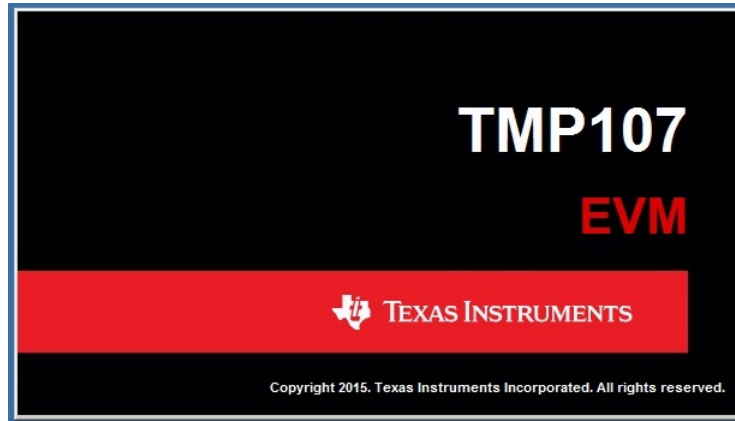 TMP107
EVM
TEXAS INSTRUMENTS
Copyright 2015. Texas Instruments Incorporated. All rights reserved.